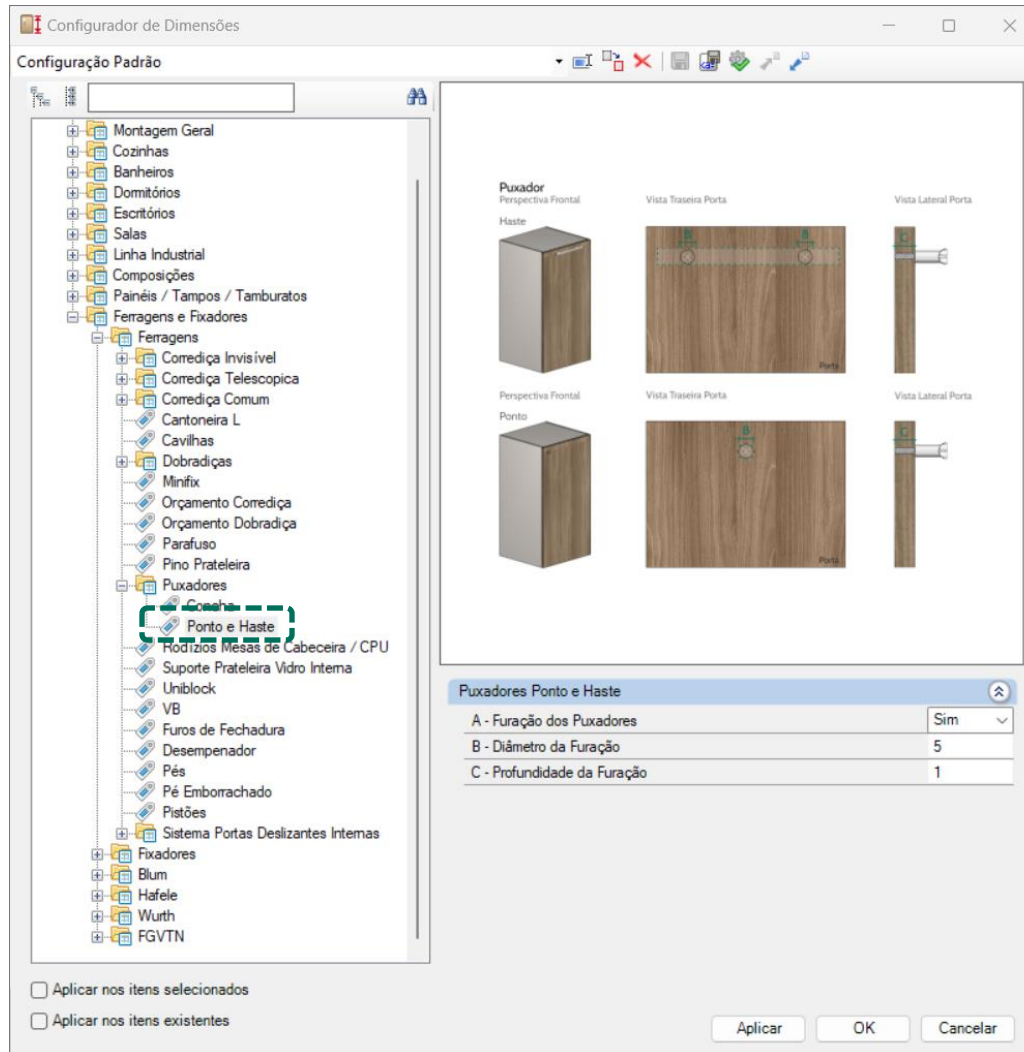 Configurador de Dimensões
Configuração Padrão
Montagem Geral
Cozinhas
Banheiros
Dormitórios
Escritórios
Salas
Linha Industrial
Composições
Painéis / Tampos / Tamburatos
Ferragens e Fixadores
Ferragens
Corrediça Invisível
Corrediça Telescopica
Corrediça Comum
Cantoneira L
Cavilhas
Dobradiças
Minifix
Orçamento Corrediça
Orçamento Dobradiça
Parafuso
Pino Prateleira
Puxadores
Concha
Ponto e Haste
Rodízios Mesas de Cabeceira / CPU
Suporte Prateleira Vidro Interna
Uniblock
VB
Furos de Fechadura
Desempenador
Pés
Pé Emborrachado
Pistões
Sistema Portas Deslizantes Internas
Fixadores
Blum
Hafele
Wurth
FGVTN
Aplicar nos itens selecionados
Aplicar nos itens existentes
Puxador
Perspectiva Frontal Vista Traseira Porta Vista Lateral Porta
Haste
B B C
Porta
Perspectiva Frontal Vista Traseira Porta Vista Lateral Porta
Ponto
B C
Porta
Puxadores Ponto e Haste
A - Furação dos Puxadores Sim
B - Diâmetro da Furação 5
C - Profundidade da Furação 1
Aplicar OK Cancelar